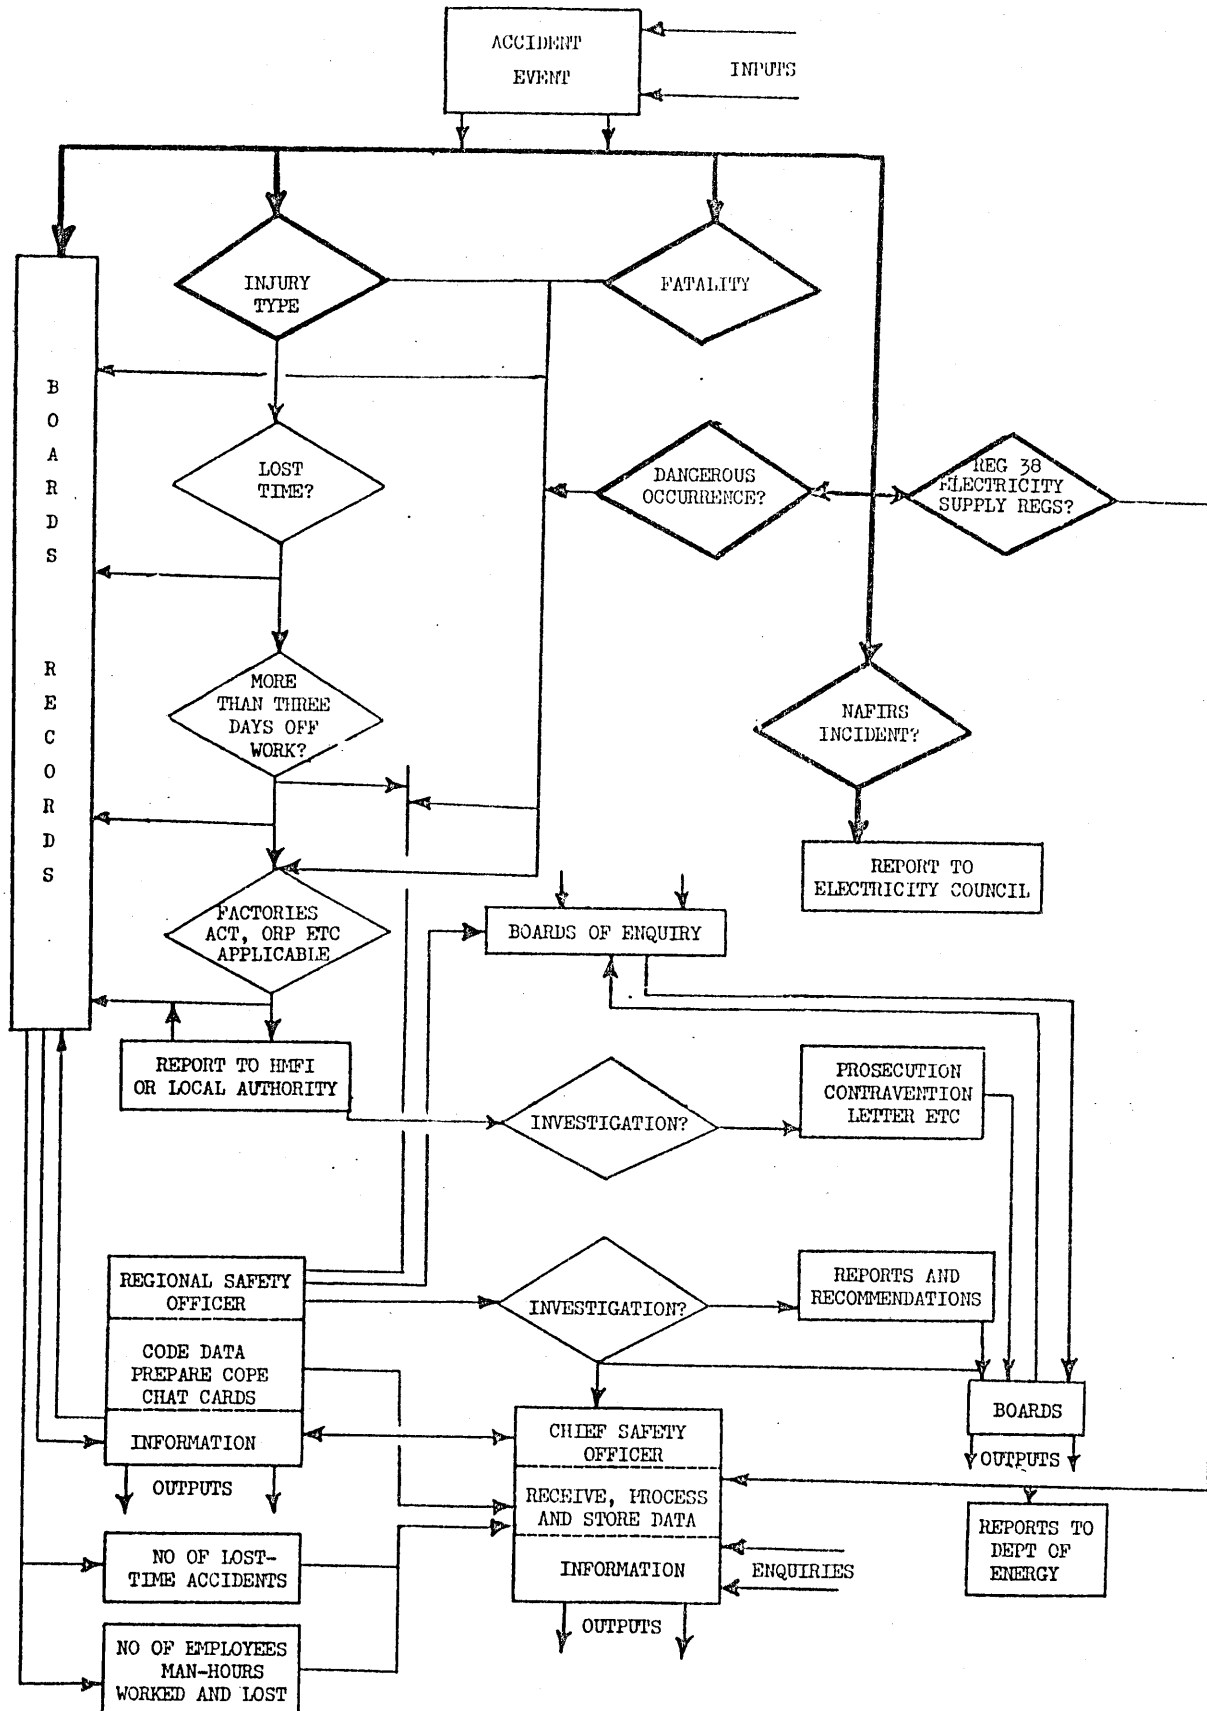 ACCIDENT
EVENT
INPUTS
INJURY
TYPE
FATALITY
BOARDS RECORDS
LOST
TIME?
DANGEROUS
OCCURRENCE?
REG 38
ELECTRICITY
SUPPLY REGS?
MORE
THAN THREE
DAYS OFF
WORK?
NAFIRS
INCIDENT?
REPORT TO
ELECTRICITY COUNCIL
FACTORIES
ACT, ORP ETC
APPLICABLE
BOARDS OF ENQUIRY
REPORT TO HMFI
OR LOCAL AUTHORITY
INVESTIGATION?
PROSECUTION
CONTRAVENTION
LETTER ETC
REGIONAL SAFETY
OFFICER
CODE DATA
PREPARE COPE
CHAT CARDS
INFORMATION
OUTPUTS
INVESTIGATION?
REPORTS AND
RECOMMENDATIONS
BOARDS
OUTPUTS
CHIEF SAFETY
OFFICER
RECEIVE, PROCESS
AND STORE DATA
INFORMATION
ENQUIRIES
OUTPUTS
REPORTS TO
DEPT OF
ENERGY
NO OF LOST-
TIME ACCIDENTS
NO OF EMPLOYEES
MAN-HOURS
WORKED AND LOST